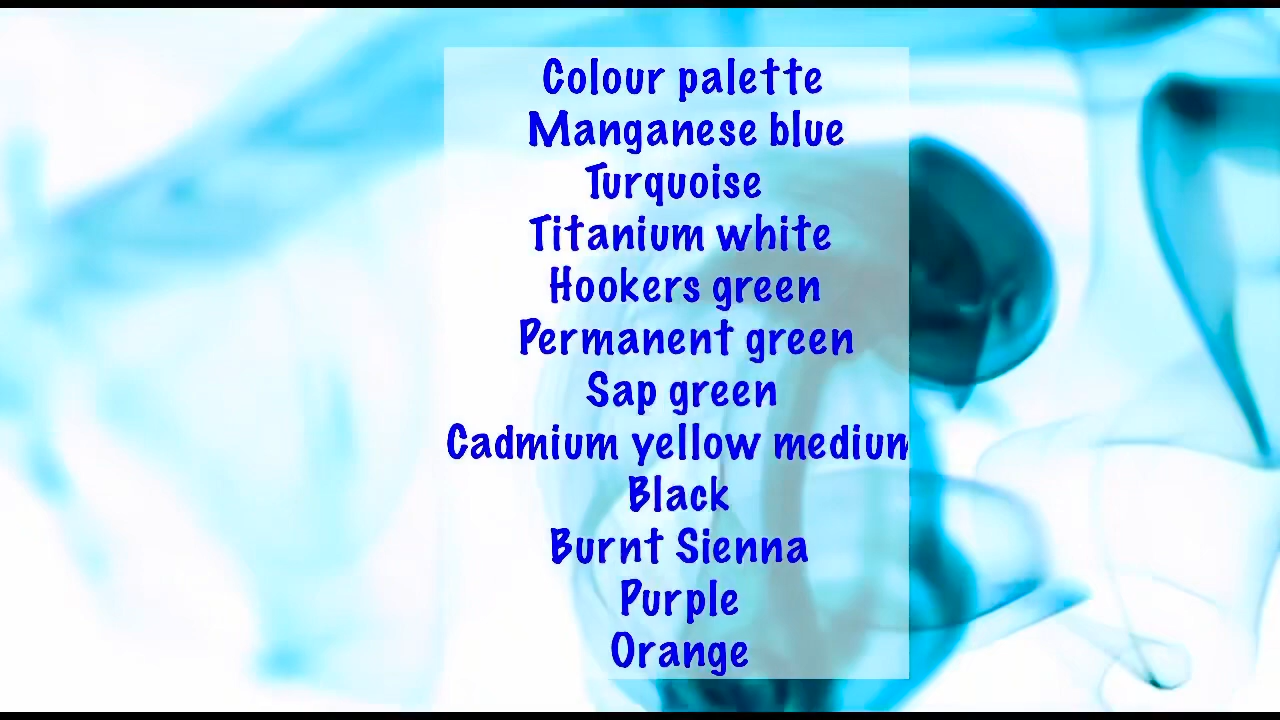 Colour palette
Manganese blue
Turquoise
Titanium white
Hookers green
Permanent green
Sap green
Cadmium yellow medium
Black
Burnt Sienna
Purple
Orange